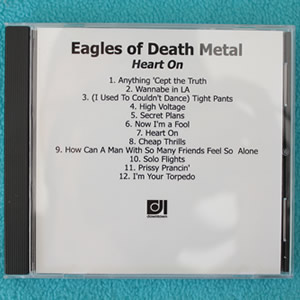 Eagles of Death Metal
Heart On
1. Anything 'Cept the Truth
2. Wannabe in LA
3. (I Used To Couldn't Dance) Tight Pants
4. High Voltage
5. Secret Plans
6. Now I'm a Fool
7. Heart On
8. Cheap Thrills
9. How Can A Man With So Many Friends Feel So Alone
10. Solo Flights
11. Prissy Prancin'
12. I'm Your Torpedo
downtown